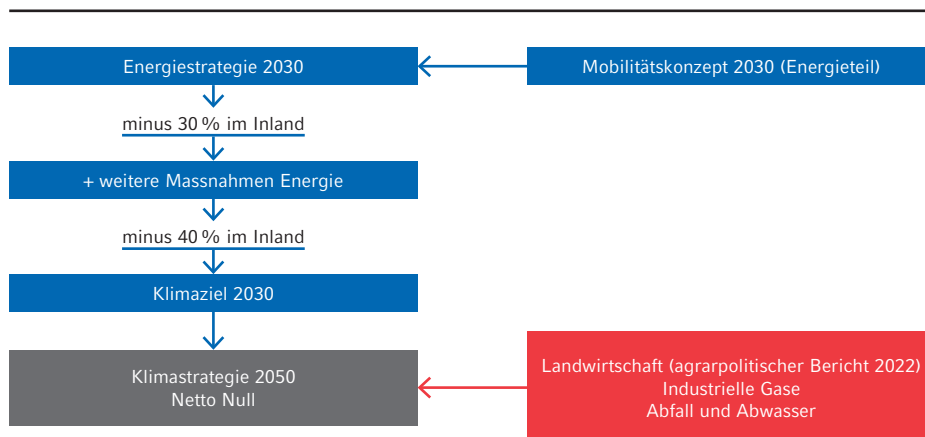 Energiestrategie 2030
Mobilitätskonzept 2030 (Energieteil)
minus 30 % im Inland
+ weitere Massnahmen Energie
minus 40 % im Inland
Klimaziel 2030
Klimastrategie 2050
Netto Null
Landwirtschaft (agrarpolitischer Bericht 2022)
Industrielle Gase
Abfall und Abwasser